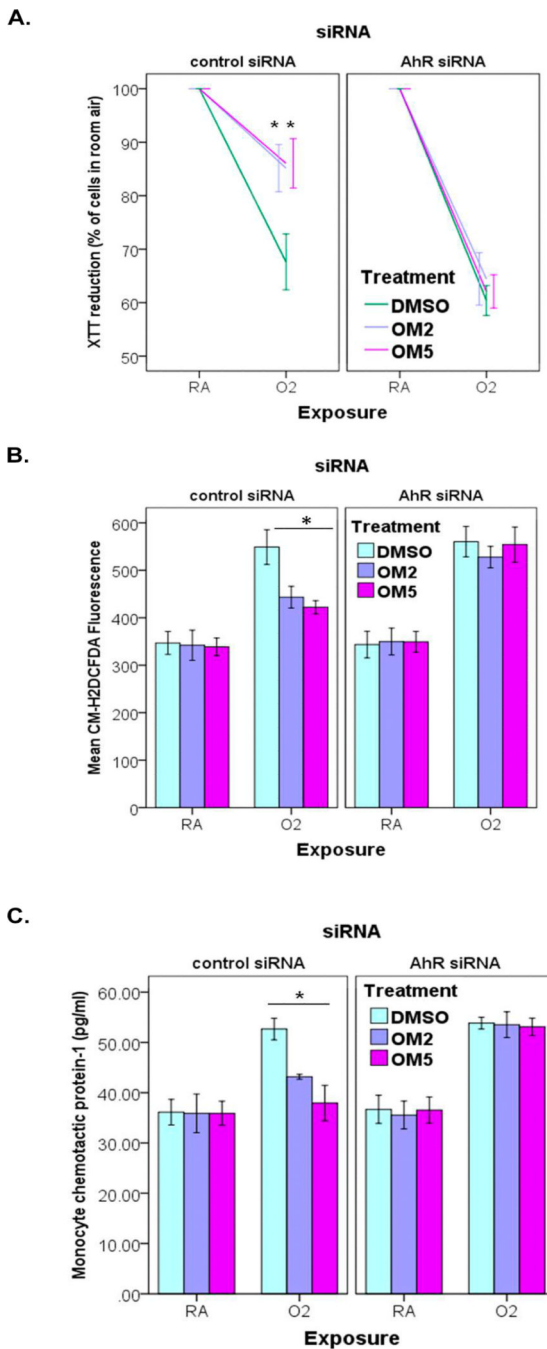 A.
siRNA
control siRNA
AhR siRNA
XTT reduction (% of cells in room air)
100
90
80
70
60
50
* *
Treatment
DMSO
OM2
OM5
RA
O2
RA
O2
Exposure
B.
siRNA
control siRNA
AhR siRNA
Mean CM-H2DCFDA Fluorescence
600
500
400
300
200
100
0
*
Treatment
DMSO
OM2
OM5
RA
O2
RA
O2
Exposure
C.
siRNA
control siRNA
AhR siRNA
Monocyte chemotactic protein-1 (pg/ml)
60.00
50.00
40.00
30.00
20.00
10.00
.00
*
Treatment
DMSO
OM2
OM5
RA
O2
RA
O2
Exposure